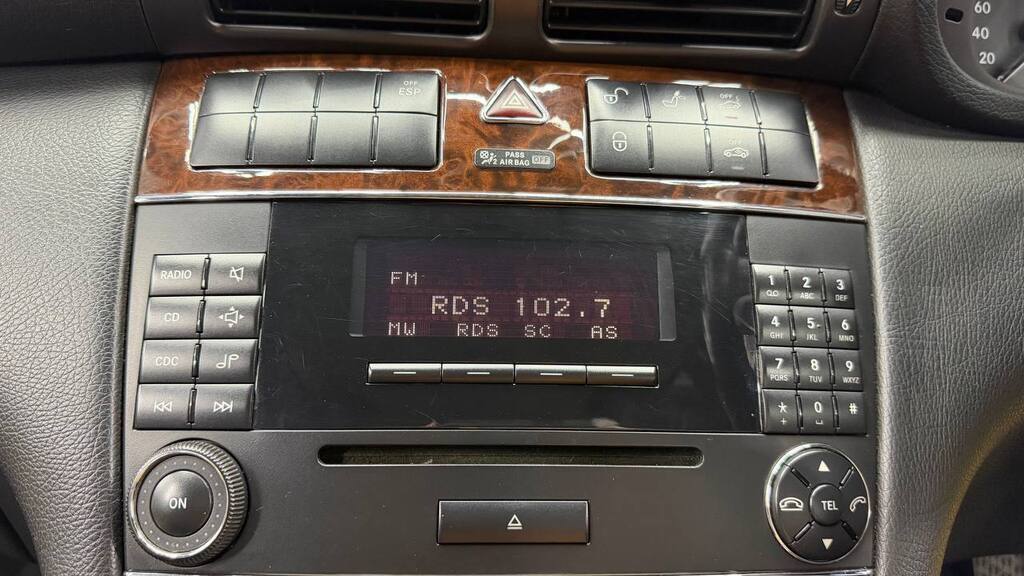 60
40
20
OFF
ESP
OFF
PASS
AIR BAG OFF
2
RADIO
CD
CDC
FM
RDS 102.7
MW RDS SC AS
1 2 3
QO ABC DEF
4 5 6
GHI JKL MNO
7 8 9
PQRS TUV WXYZ
* 0 #
ON
TEL